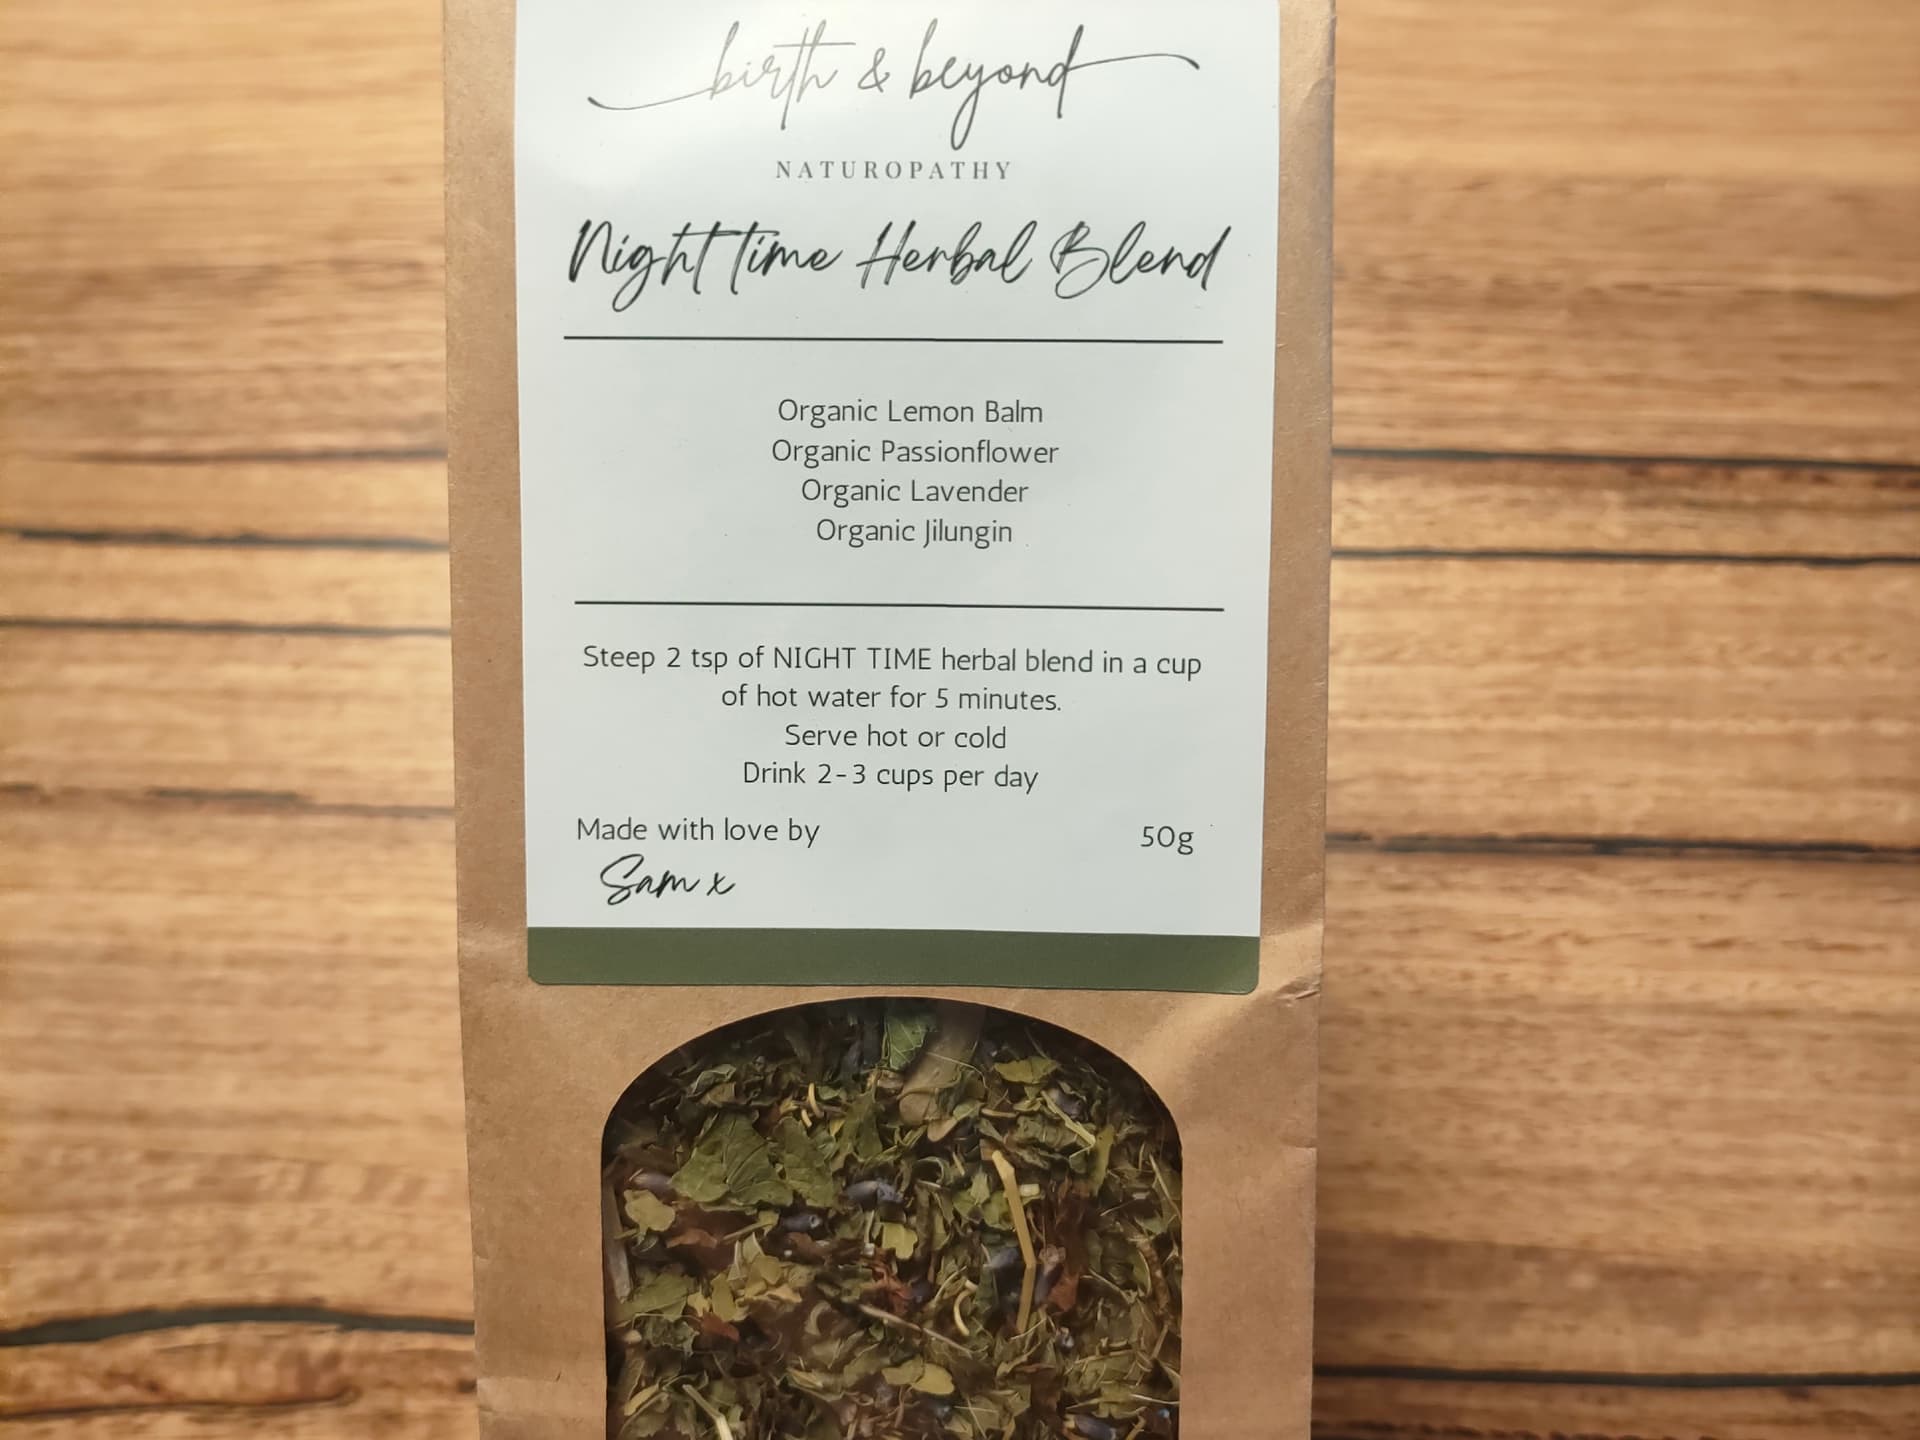 birth & beyond
NATUROPATHY
Night time Herbal Blend
Organic Lemon Balm
Organic Passionflower
Organic Lavender
Organic Jilungin
Steep 2 tsp of NIGHT TIME herbal blend in a cup
of hot water for 5 minutes.
Serve hot or cold
Drink 2-3 cups per day
Made with love by
50g
Sam x